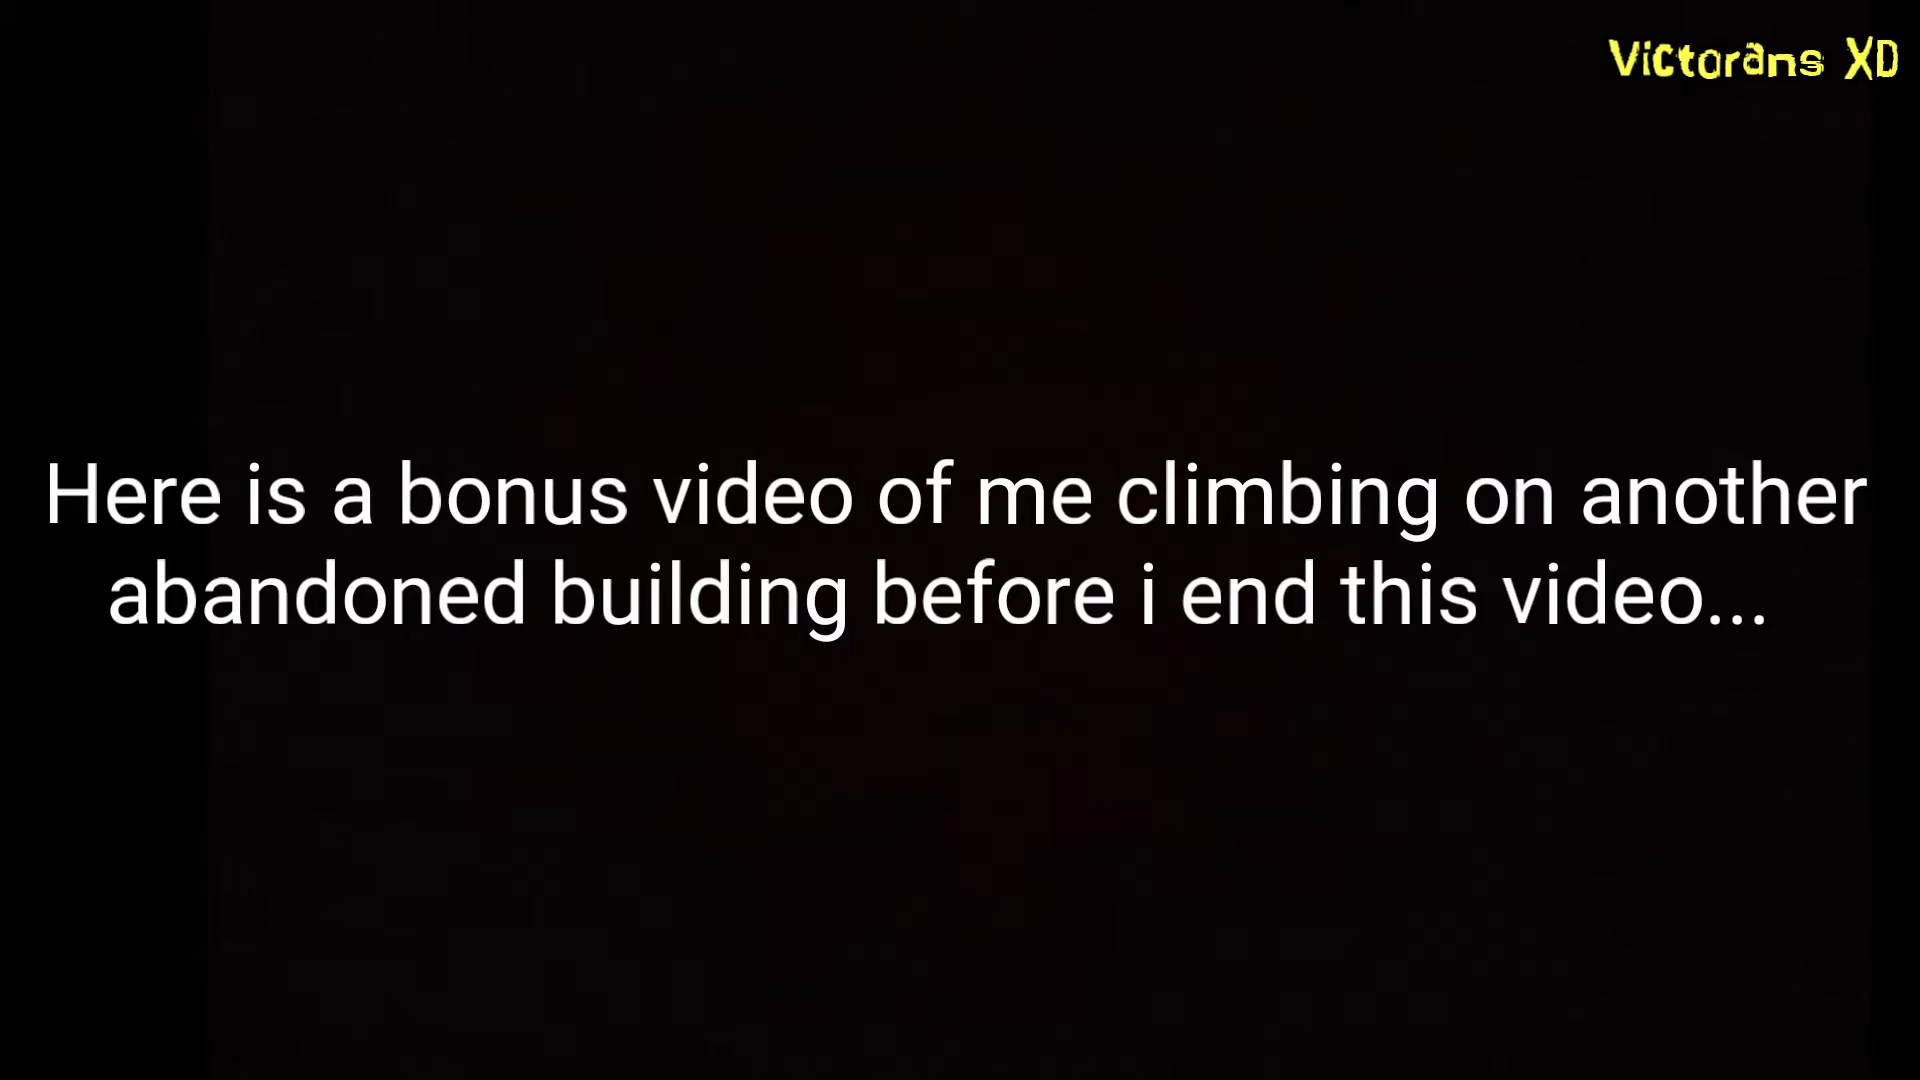 Victorans XD
Here is a bonus video of me climbing on another
abandoned building before i end this video...